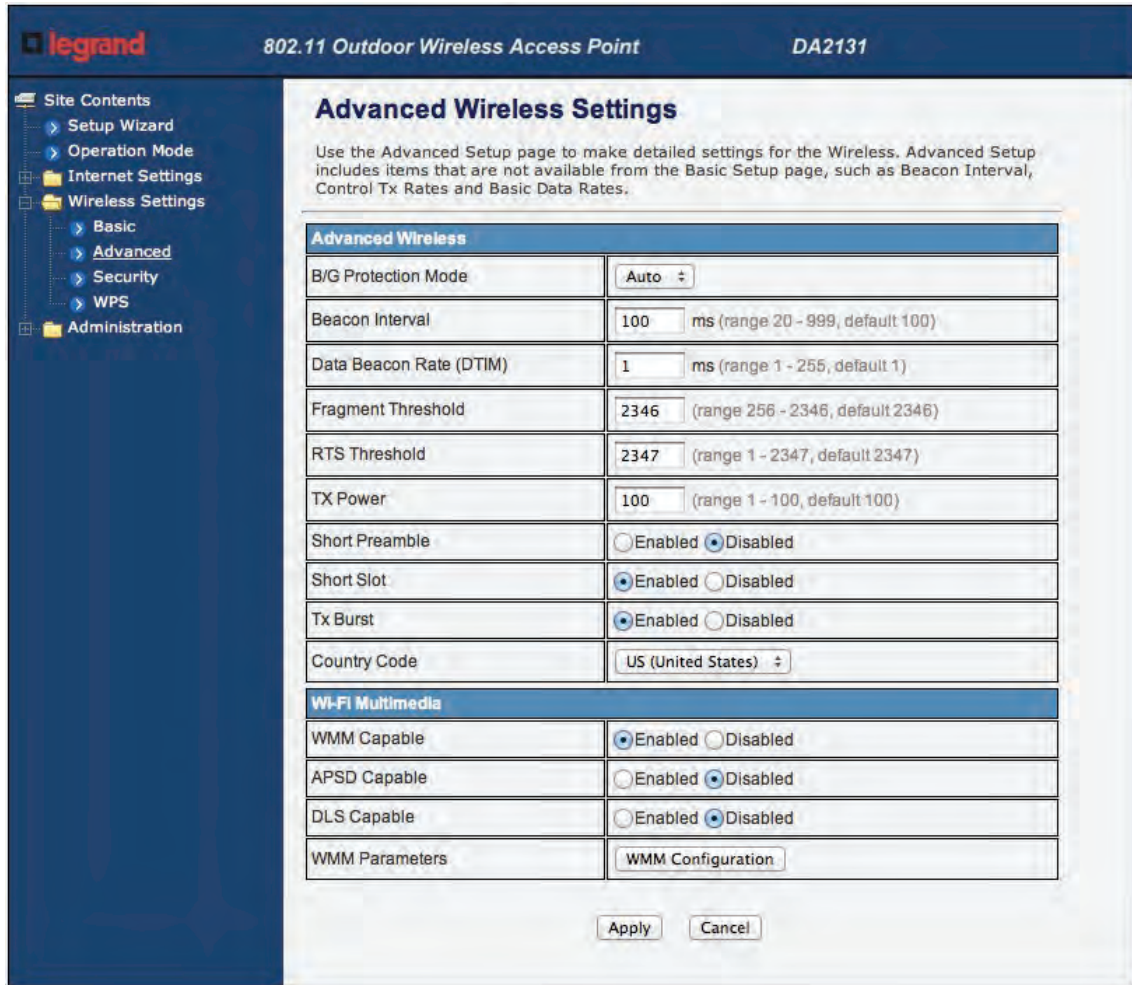 legrand
802.11 Outdoor Wireless Access Point
DA2131
Site Contents
Setup Wizard
Operation Mode
Internet Settings
Wireless Settings
Basic
Advanced
Security
WPS
Administration
Advanced Wireless Settings
Use the Advanced Setup page to make detailed settings for the Wireless. Advanced Setup
includes items that are not available from the Basic Setup page, such as Beacon Interval,
Control Tx Rates and Basic Data Rates.
Advanced Wireless
B/G Protection Mode Auto
Beacon Interval 100 ms (range 20 - 999, default 100)
Data Beacon Rate (DTIM) 1 ms (range 1 - 255, default 1)
Fragment Threshold 2346 (range 256 - 2346, default 2346)
RTS Threshold 2347 (range 1 - 2347, default 2347)
TX Power 100 (range 1 - 100, default 100)
Short Preamble Enabled Disabled
Short Slot Enabled Disabled
Tx Burst Enabled Disabled
Country Code US (United States)
Wi-Fi Multimedia
WMM Capable Enabled Disabled
APSD Capable Enabled Disabled
DLS Capable Enabled Disabled
WMM Parameters WMM Configuration
Apply Cancel